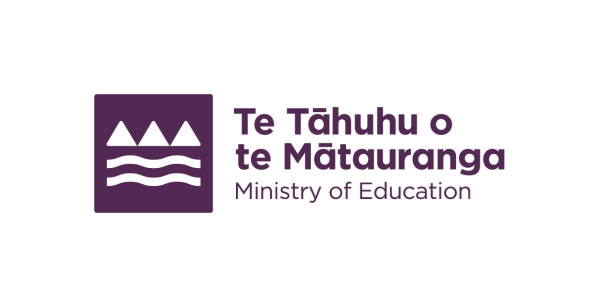 Te Tāhuhu o
te Mātauranga
Ministry of Education